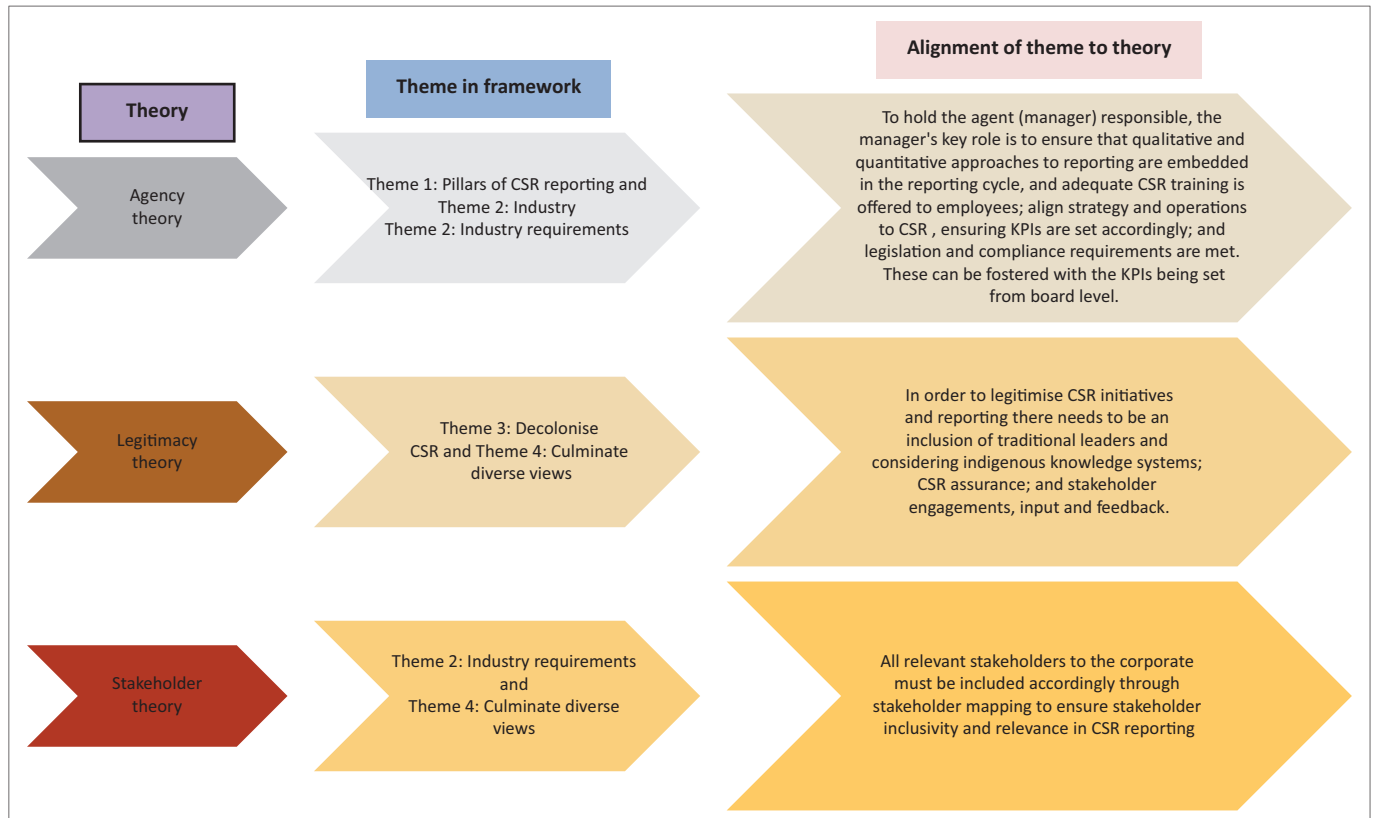 Theory
Theme in framework
Alignment of theme to theory
Agency
theory
Theme 1: Pillars of CSR reporting and
Theme 2: Industry
Theme 2: Industry requirements
To hold the agent (manager) responsible, the
manager's key role is to ensure that qualitative and
quantitative approaches to reporting are embedded
in the reporting cycle, and adequate CSR training is
offered to employees; align strategy and operations
to CSR , ensuring KPIs are set accordingly; and
legislation and compliance requirements are met.
These can be fostered with the KPIs being set
from board level.
Legitimacy
theory
Theme 3: Decolonise
CSR and Theme 4: Culminate
diverse views
In order to legitimise CSR initiatives
and reporting there needs to be an
inclusion of traditional leaders and
considering indigenous knowledge systems;
CSR assurance; and stakeholder
engagements, input and feedback.
Stakeholder
theory
Theme 2: Industry requirements
and
Theme 4: Culminate diverse
views
All relevant stakeholders to the corporate
must be included accordingly through
stakeholder mapping to ensure stakeholder
inclusivity and relevance in CSR reporting